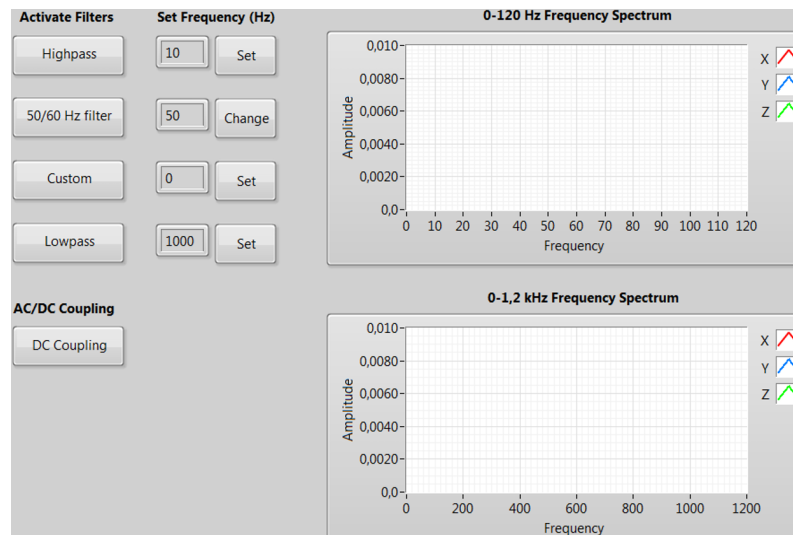 Activate Filters
Set Frequency (Hz)
Highpass
10
Set
50/60 Hz filter
50
Change
Custom
0
Set
Lowpass
1000
Set
AC/DC Coupling
DC Coupling
0-120 Hz Frequency Spectrum
0,010
0,0080
0,0060
0,0040
0,0020
0,0
Amplitude
0 10 20 30 40 50 60 70 80 90 100 110 120
Frequency
X
Y
Z
0-1,2 kHz Frequency Spectrum
0,010
0,0080
0,0060
0,0040
0,0020
0,0
Amplitude
0 200 400 600 800 1000 1200
Frequency
X
Y
Z